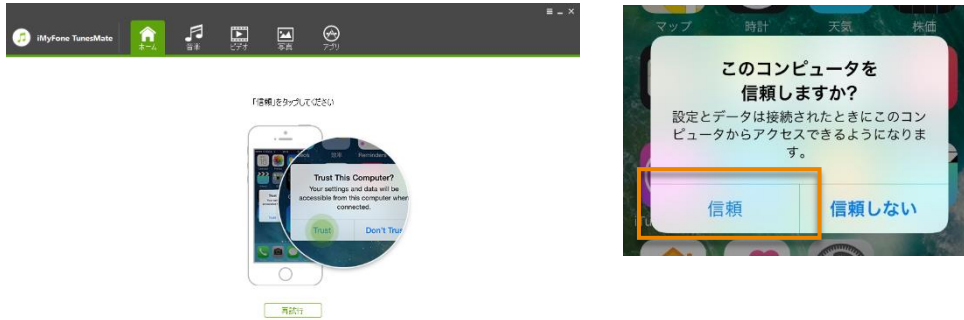 iMyFone TunesMate
ホーム
音楽
ビデオ
写真
アプリ
「信頼」をタップしてください
Trust This Computer?
Your settings and data will be
accessible from this computer when
connected.
Trust
Don't Trus
Reminders
再試行
マップ
時計
天気
株価
このコンピュータを
信頼しますか?
設定とデータは接続されたときにこのコン
ピュータからアクセスできるようになりま
す。
信頼
信頼しない
iTu